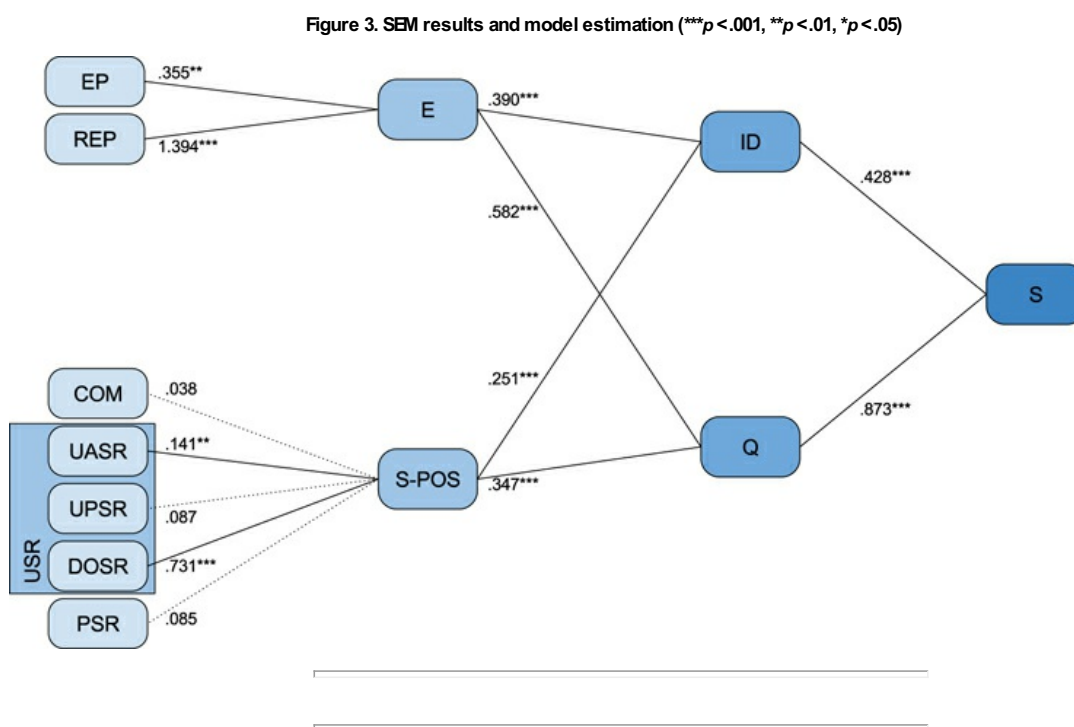 Figure 3. SEM results and model estimation (***p<.001, **p<.01, *p<.05)
EP
.355**
REP
1.394***
E
.390***
.582***
ID
.428***
S
COM
.038
UASR
.141**
UPSR
.087
DOSR
.731***
USR
PSR
.085
S-POS
.251***
.347***
Q
.873***